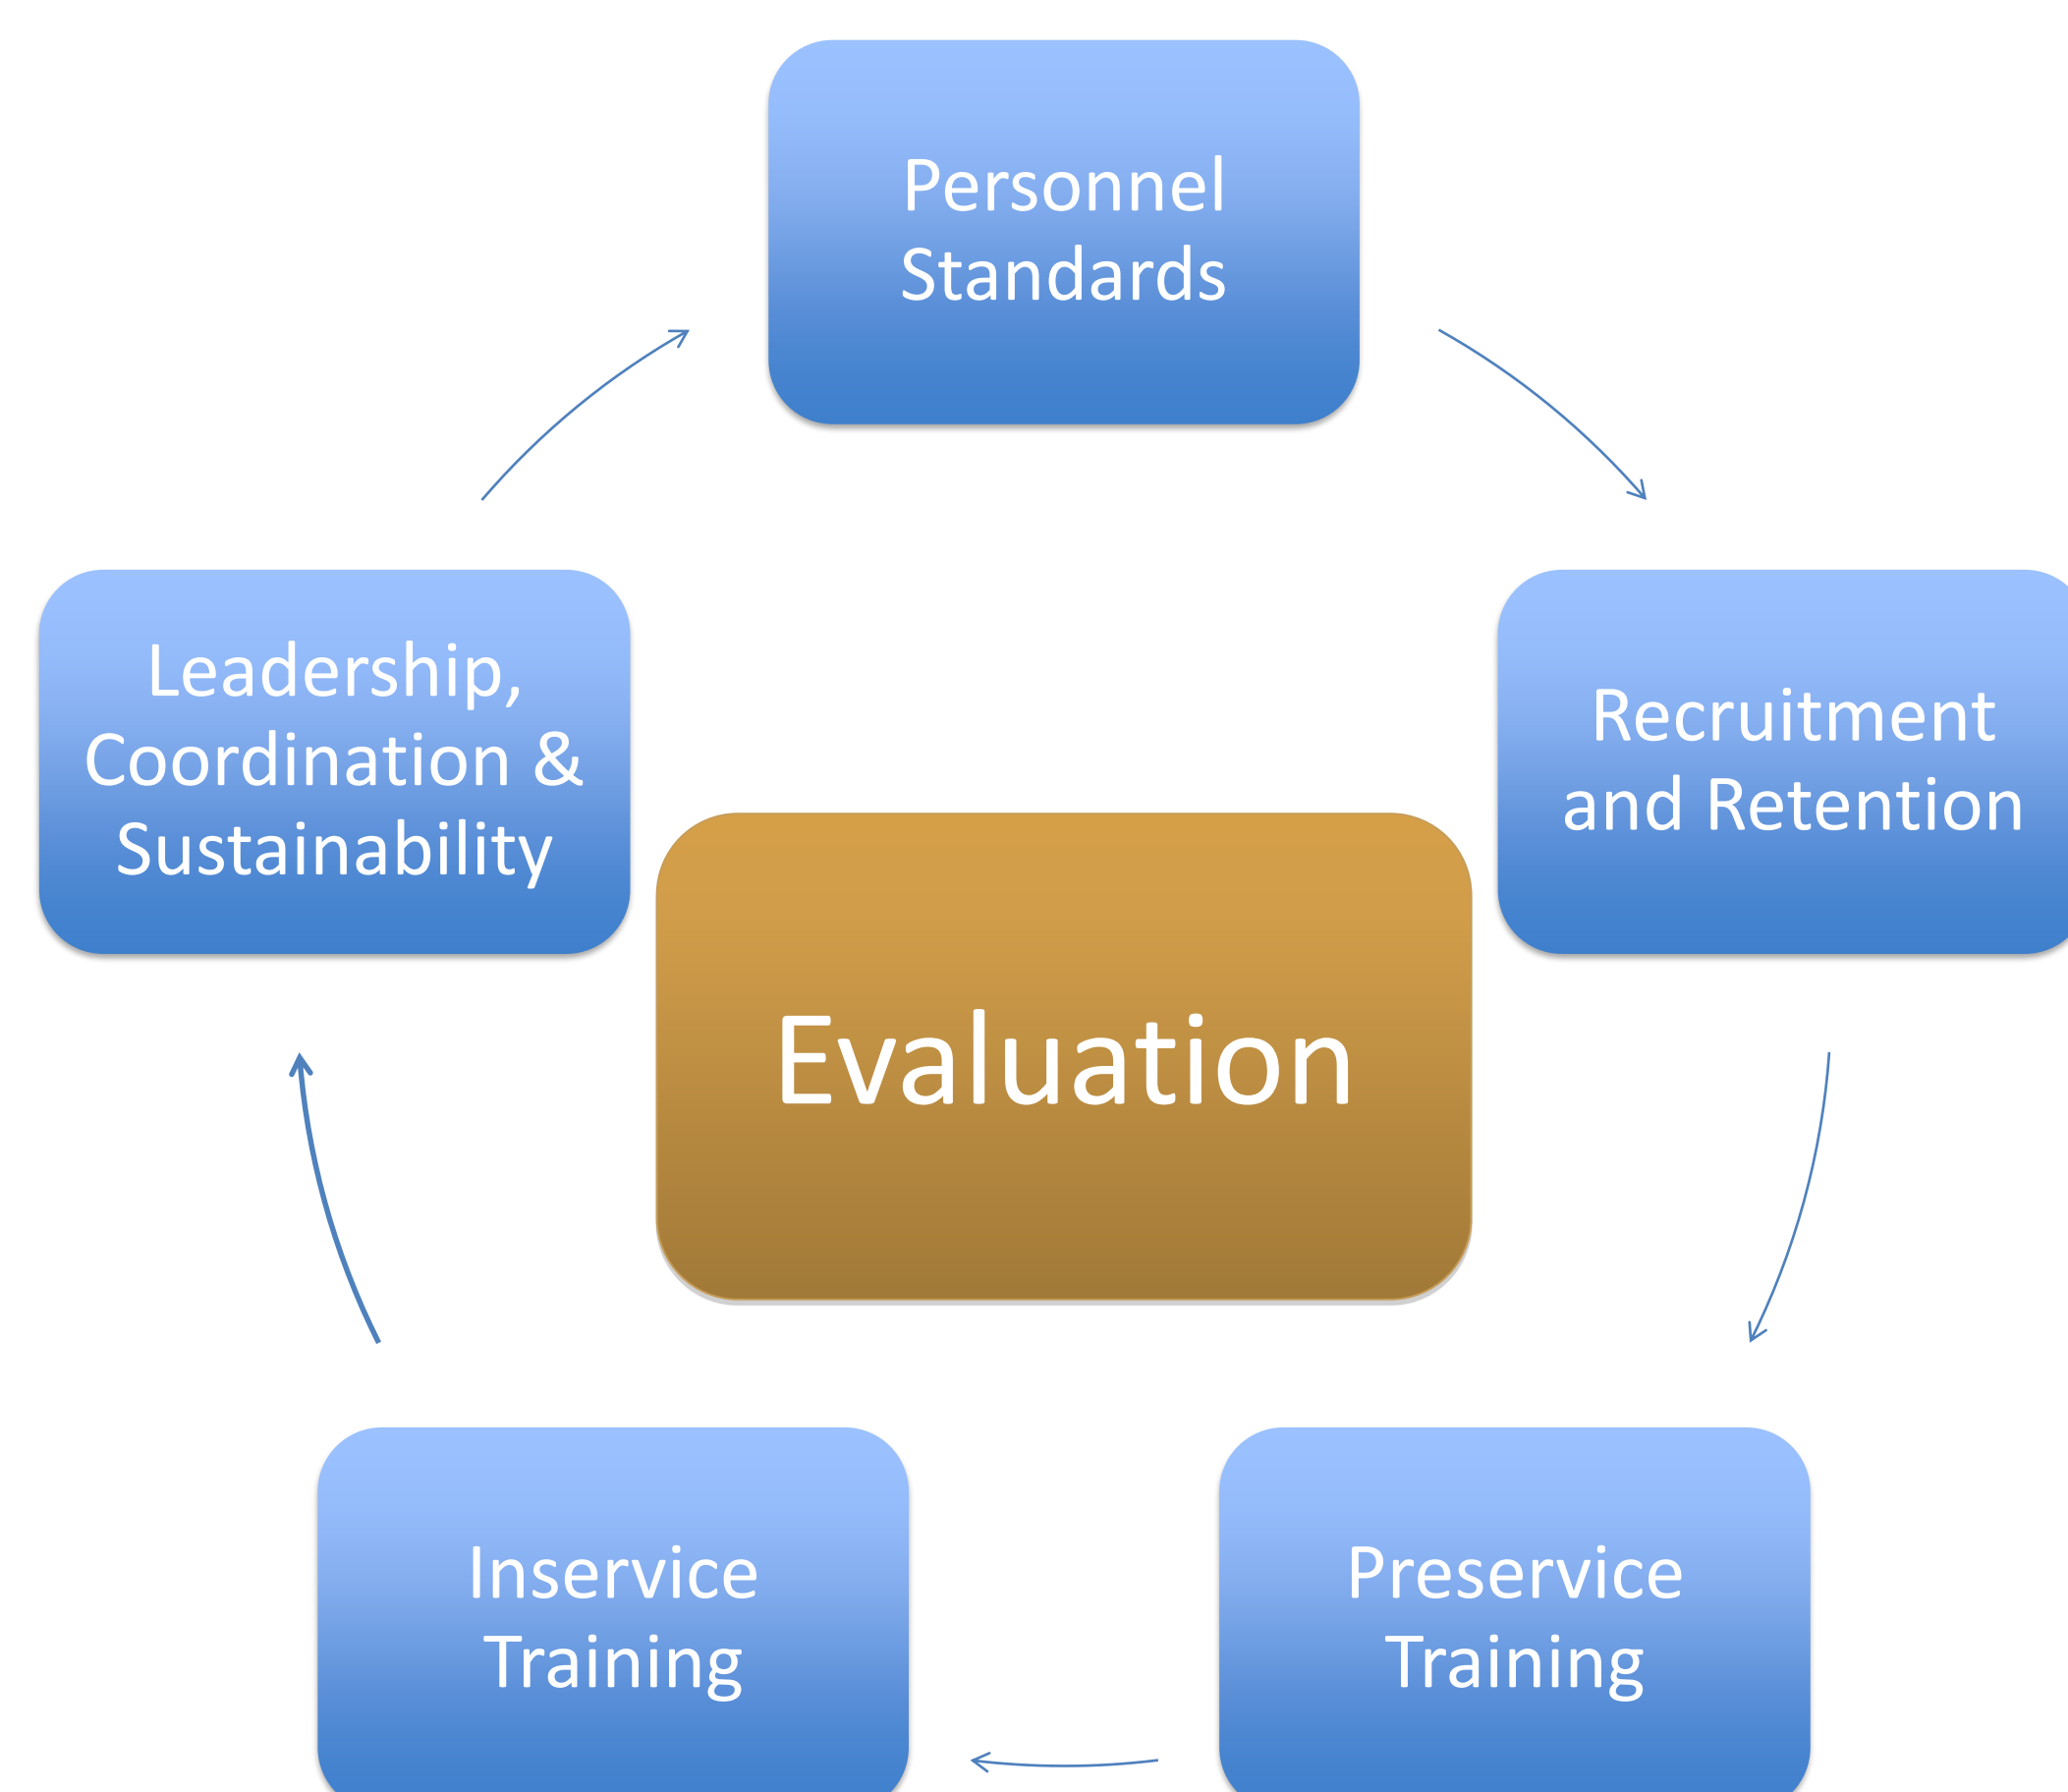 Personnel
Standards
Leadership,
Coordination &
Sustainability
Recruitment
and Retention
Evaluation
Inservice
Training
Preservice
Training